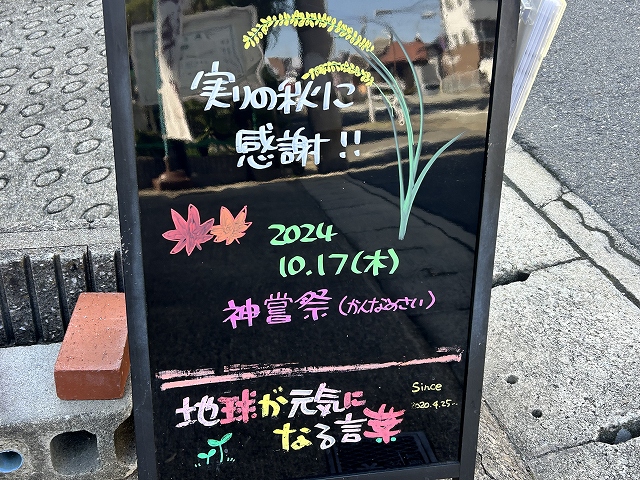 実りの秋に
感謝!!
2024
10.17(木)
神嘗祭(かんなめさい)
地球が元気に
なる言葉
Since
2020.4.25...